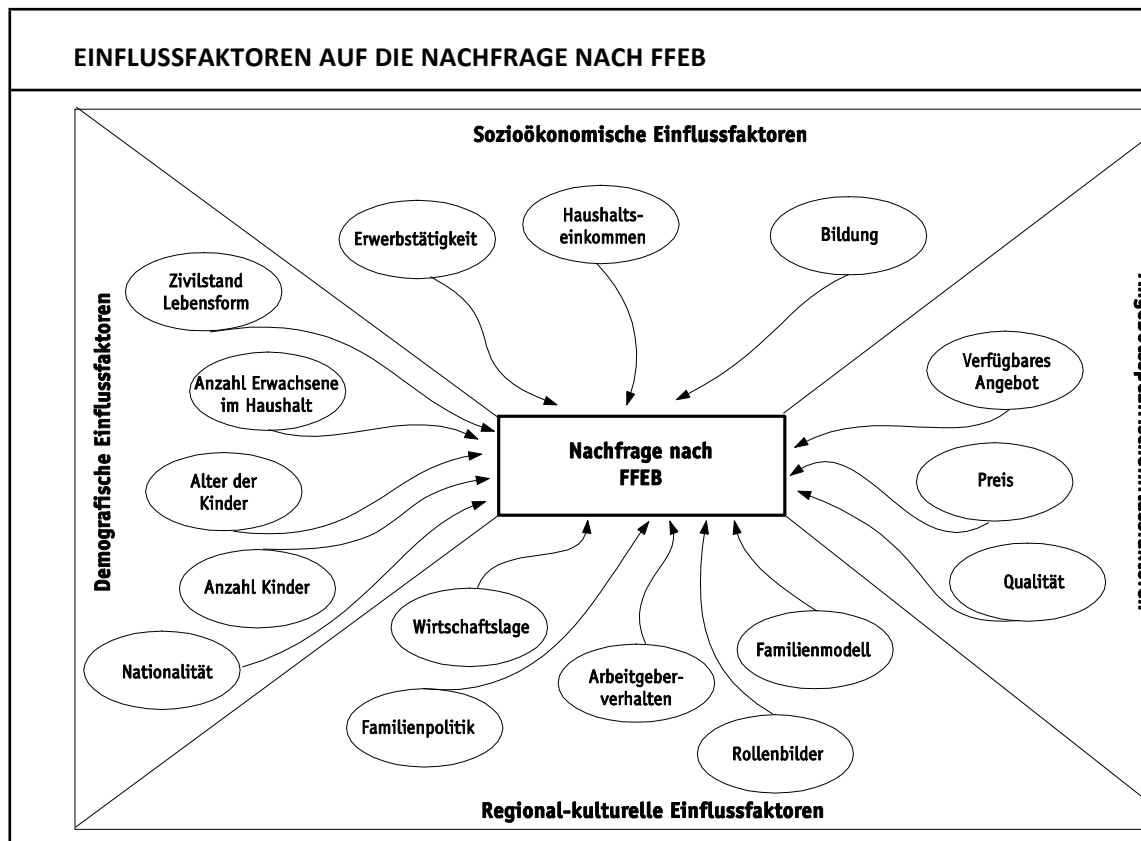 EINFLUSSFAKTOREN AUF DIE NACHFRAGE NACH FFEB
Sozioökonomische Einflussfaktoren
Haushalts-
einkommen
Erwerbstätigkeit
Bildung
Zivilstand
Lebensform
Demografische Einflussfaktoren
Anzahl Erwachsene
im Haushalt
Verfügbares
Angebot
Nachfrage nach
FFEB
Alter der
Kinder
Preis
Anzahl Kinder
Qualität
Wirtschaftslage
Familienmodell
Nationalität
Arbeitgeber-
verhalten
Familienpolitik
Rollenbilder
Regional-kulturelle Einflussfaktoren